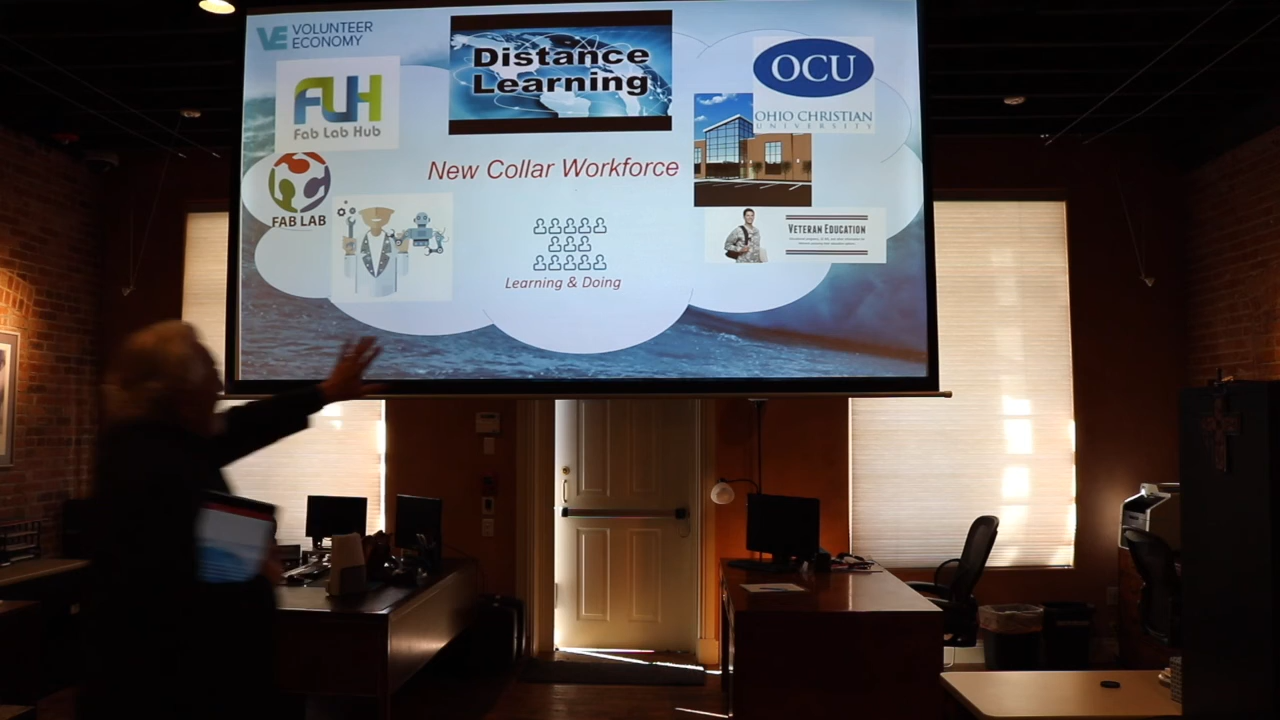 VE VOLUNTEER
ECONOMY
Distance
Learning
OCU
OHIO CHRISTIAN
UNIVERSITY
FLH
Fab Lab Hub
New Collar Workforce
FAB LAB
VETERAN EDUCATION
Learning & Doing